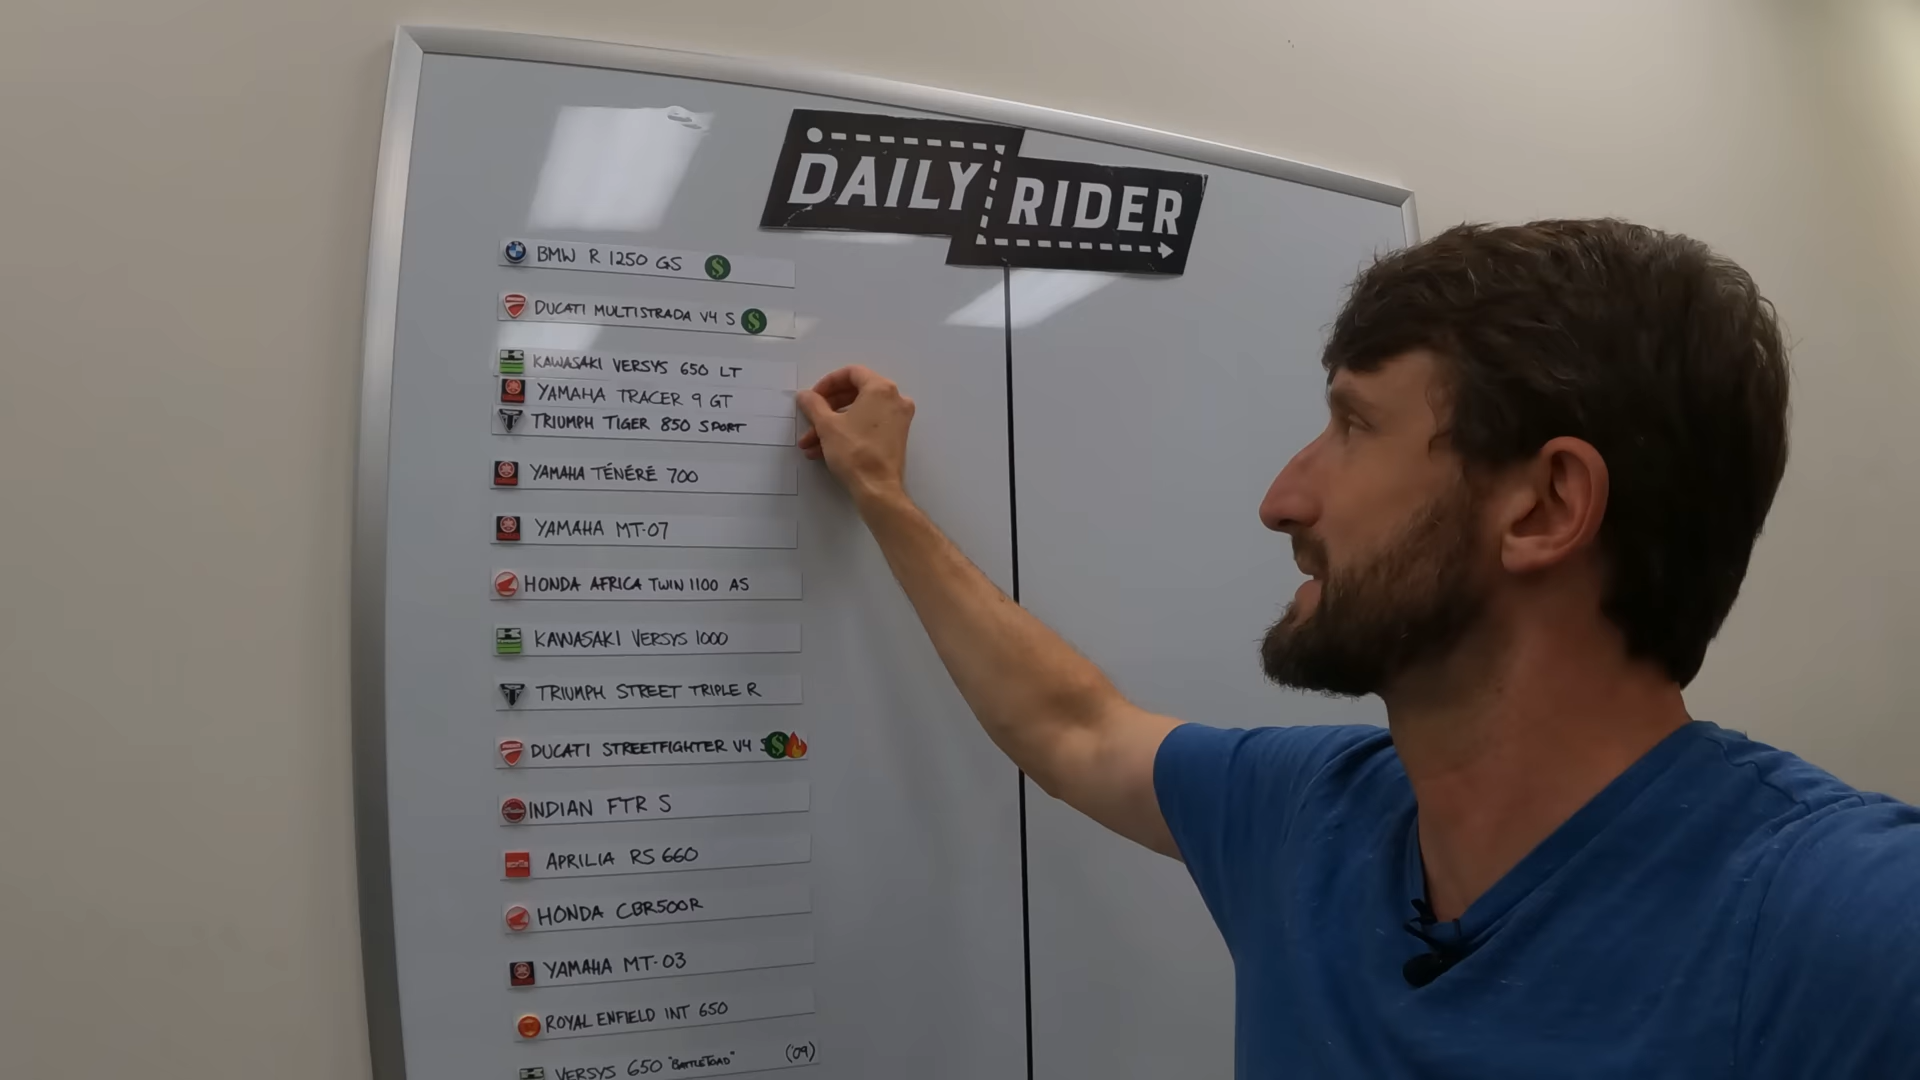 DAILY RIDER
BMW R 1250 GS $
DUCATI MULTISTRADA V4 S $
KAWASAKI VERSYS 650 LT
YAMAHA TRACER 9 GT
TRIUMPH TIGER 850 SPORT
YAMAHA TÉNÉRÉ 700
YAMAHA MT-07
HONDA AFRICA TWIN 1100 AS
KAWASAKI VERSYS 1000
TRIUMPH STREET TRIPLE R
DUCATI STREETFIGHTER V4 S $
INDIAN FTR S
APRILIA RS 660
HONDA CBR500R
YAMAHA MT-03
ROYAL ENFIELD INT 650
VERSYS 650 "BATTLETOAD" ('09)